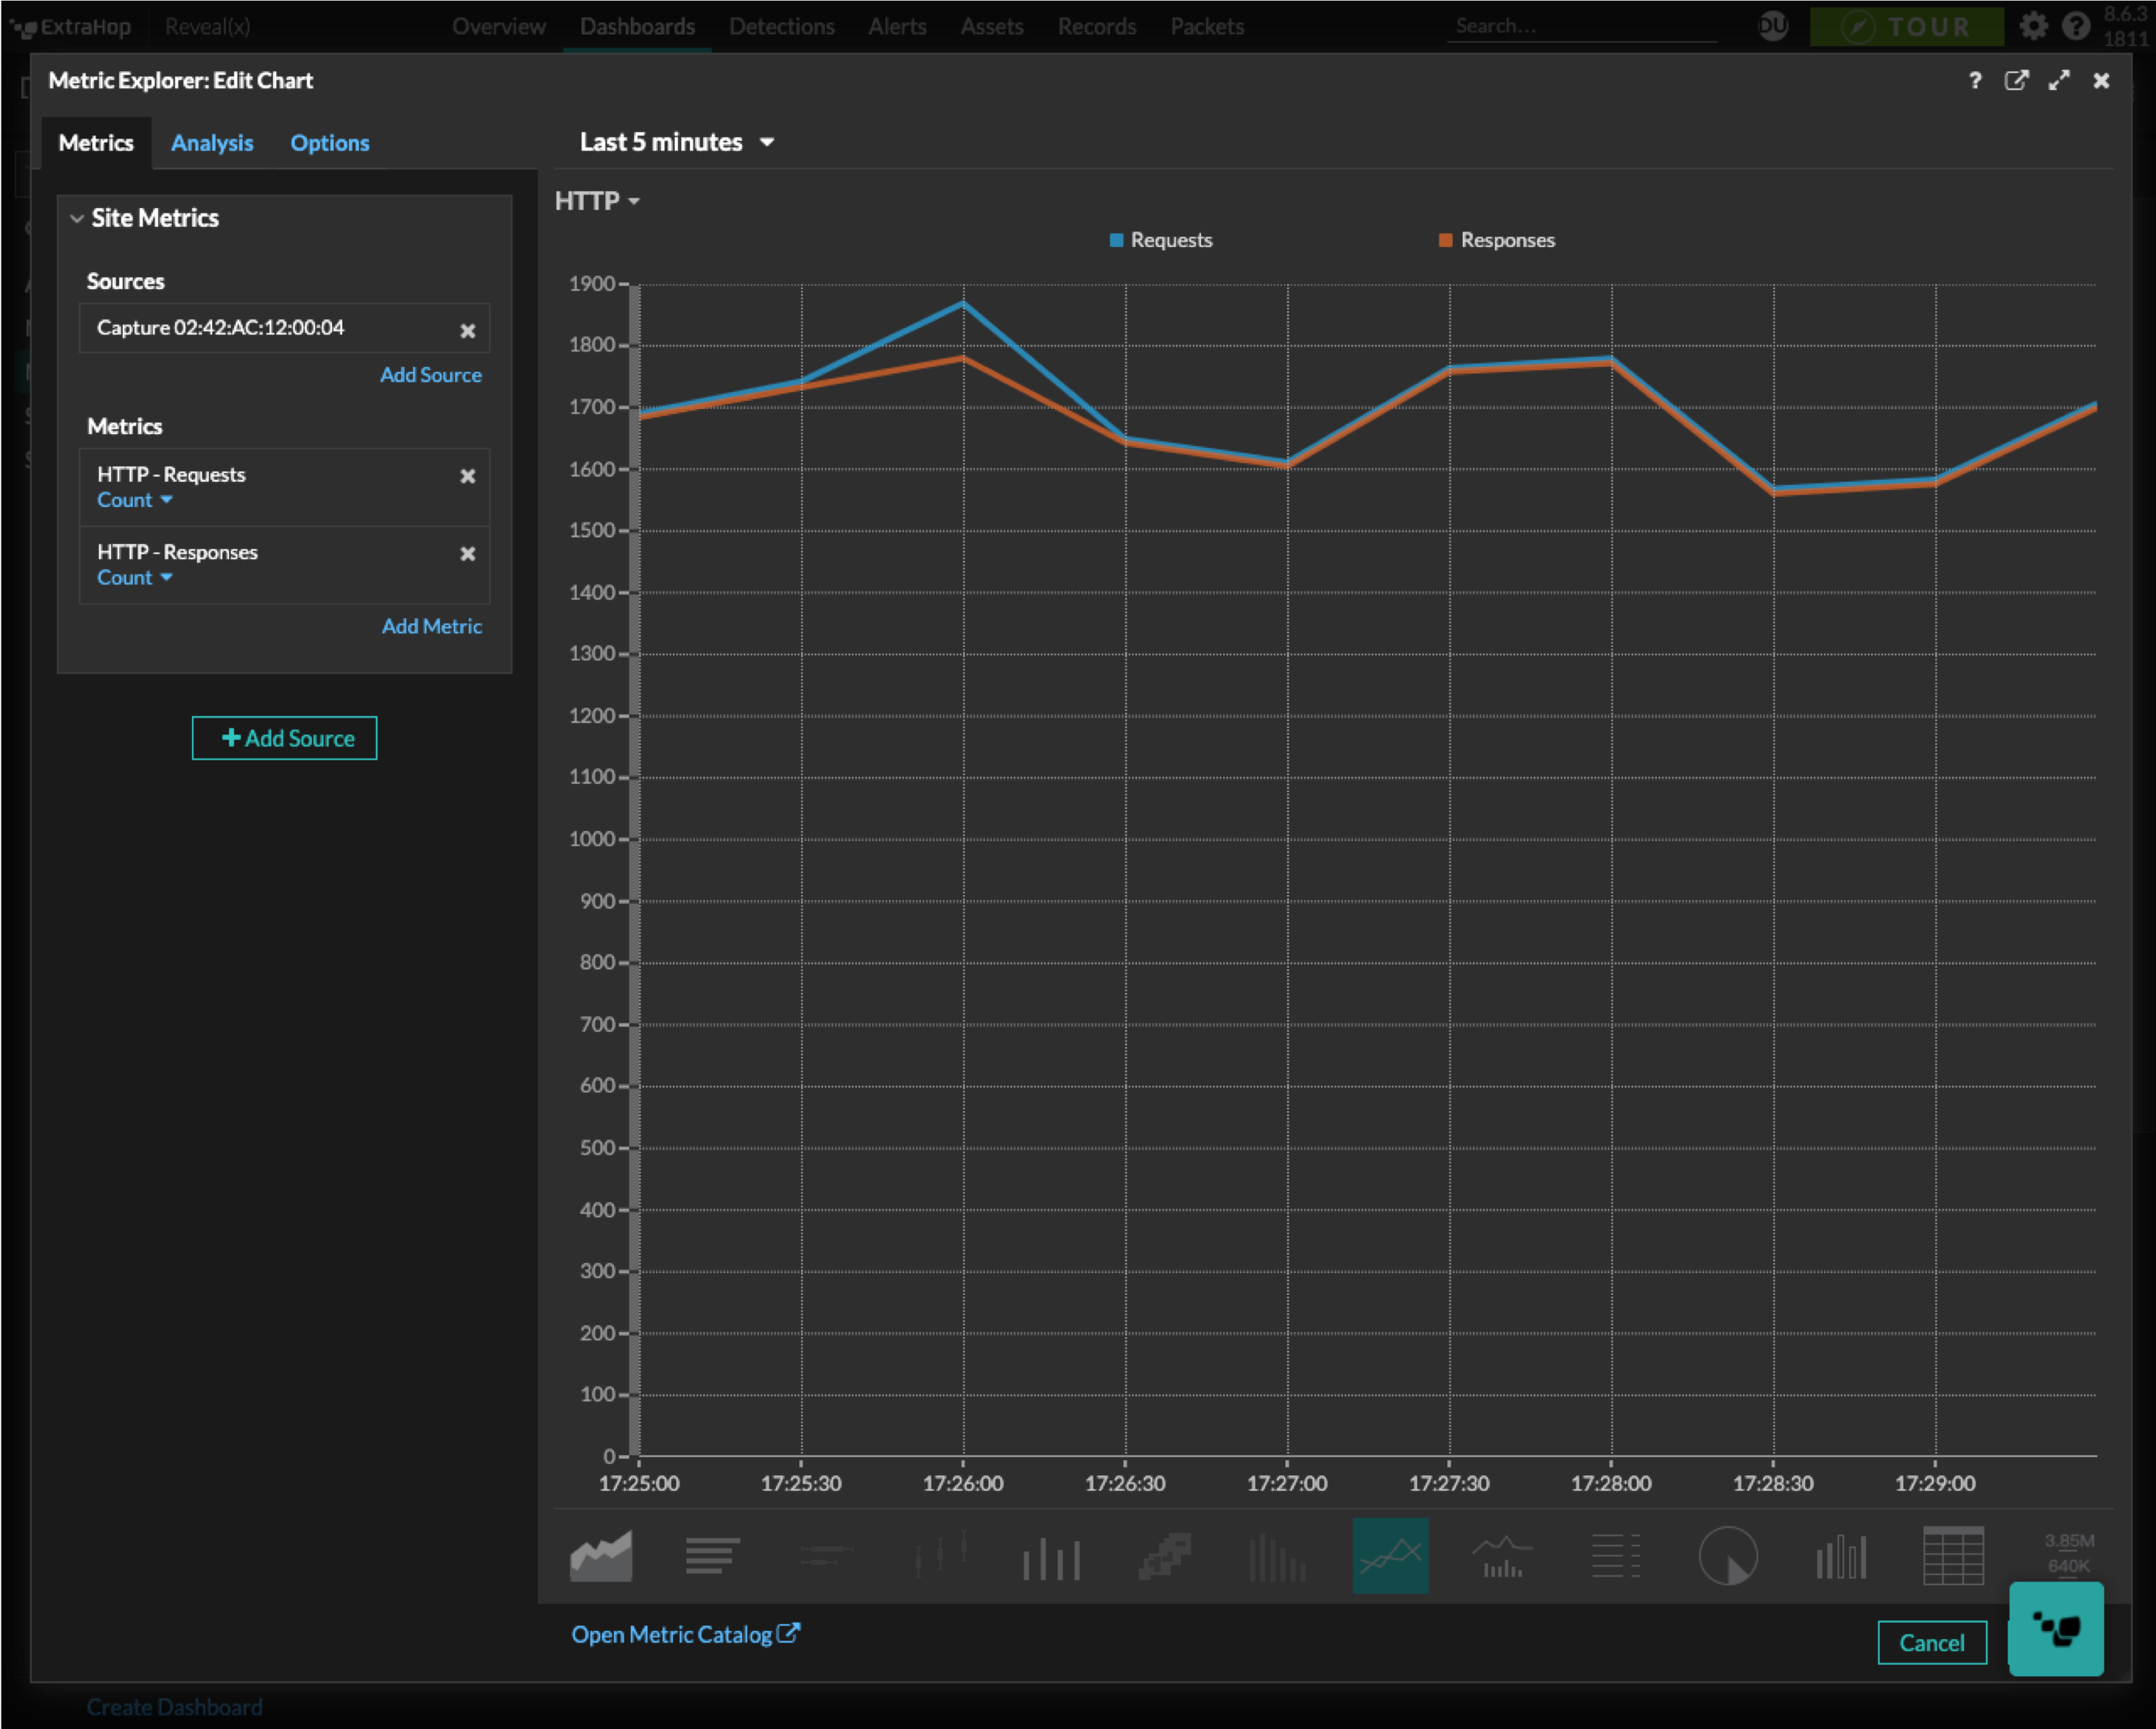 ExtraHop Reveal(x) Overview Dashboards Detections Alerts Assets Records Packets Search... DU TOUR 8.6.3
1811
Metric Explorer: Edit Chart ?
Metrics Analysis Options
Last 5 minutes
Site Metrics
Sources
Capture 02:42:AC:12:00:04
Add Source
Metrics
HTTP - Requests
Count
HTTP - Responses
Count
Add Metric
+ Add Source
HTTP
Requests Responses
1900
1800
1700
1600
1500
1400
1300
1200
1100
1000
900
800
700
600
500
400
300
200
100
0
17:25:00 17:25:30 17:26:00 17:26:30 17:27:00 17:27:30 17:28:00 17:28:30 17:29:00
3.85M
640K
Open Metric Catalog
Cancel
Create Dashboard